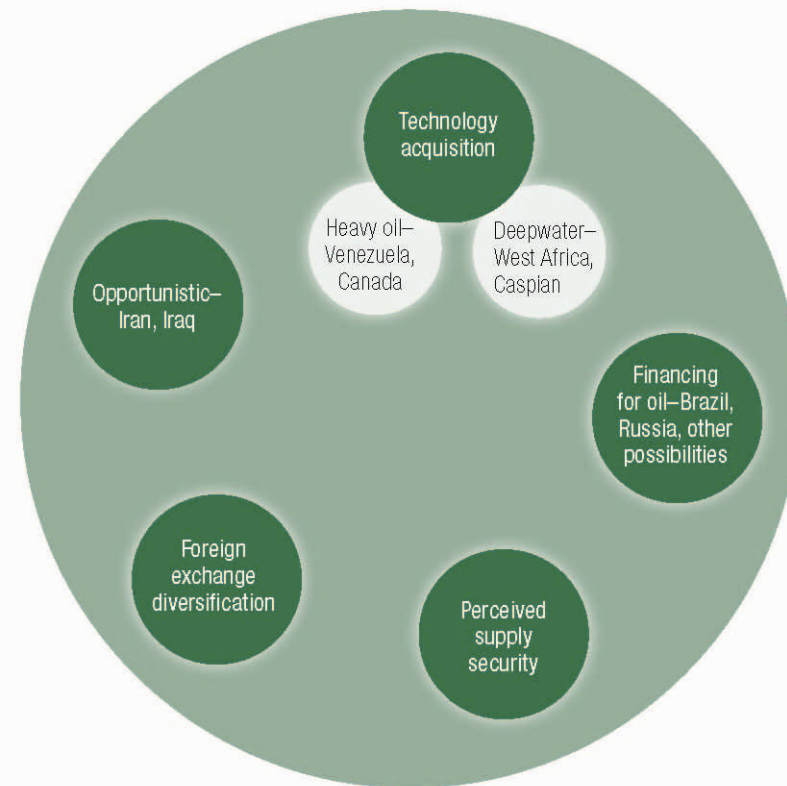 Technology
acquisition
Heavy oil–
Venezuela,
Canada
Deepwater–
West Africa,
Caspian
Opportunistic–
Iran, Iraq
Financing
for oil–Brazil,
Russia, other
possibilities
Foreign
exchange
diversification
Perceived
supply
security